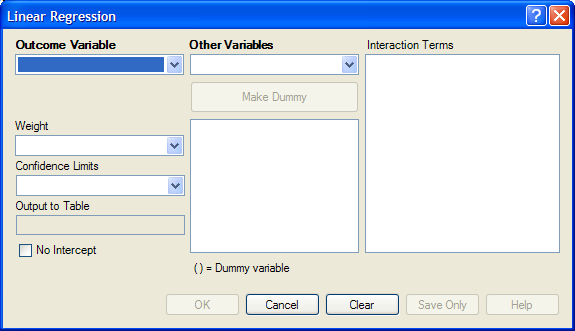 Linear Regression
Outcome Variable
Other Variables
Interaction Terms
Make Dummy
Weight
Confidence Limits
Output to Table
No Intercept
( ) = Dummy variable
OK
Cancel
Clear
Save Only
Help